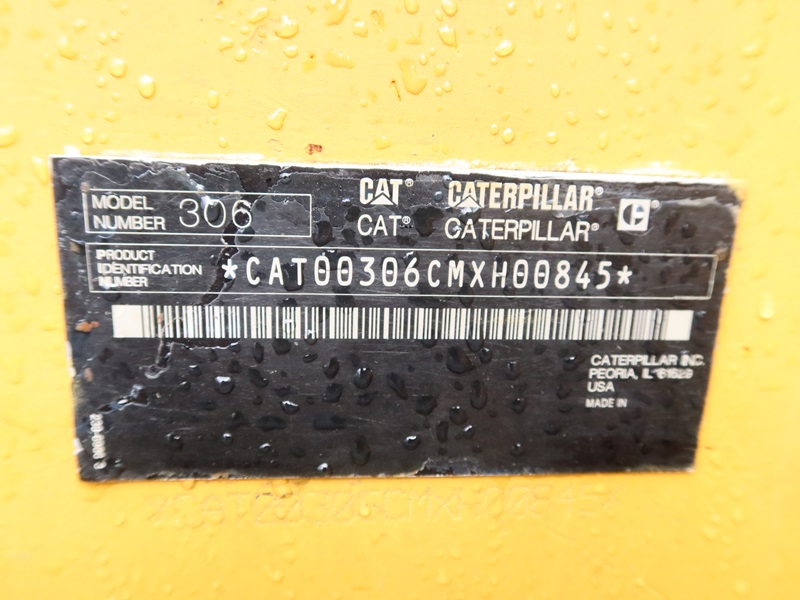 MODEL NUMBER 306
CAT CATERPILLAR®
CAT® CATERPILLAR®
PRODUCT
IDENTIFICATION
NUMBER
*CAT00306CMXH00845*
CATERPILLAR INC.
PEORIA, IL 61629
USA
MADE IN